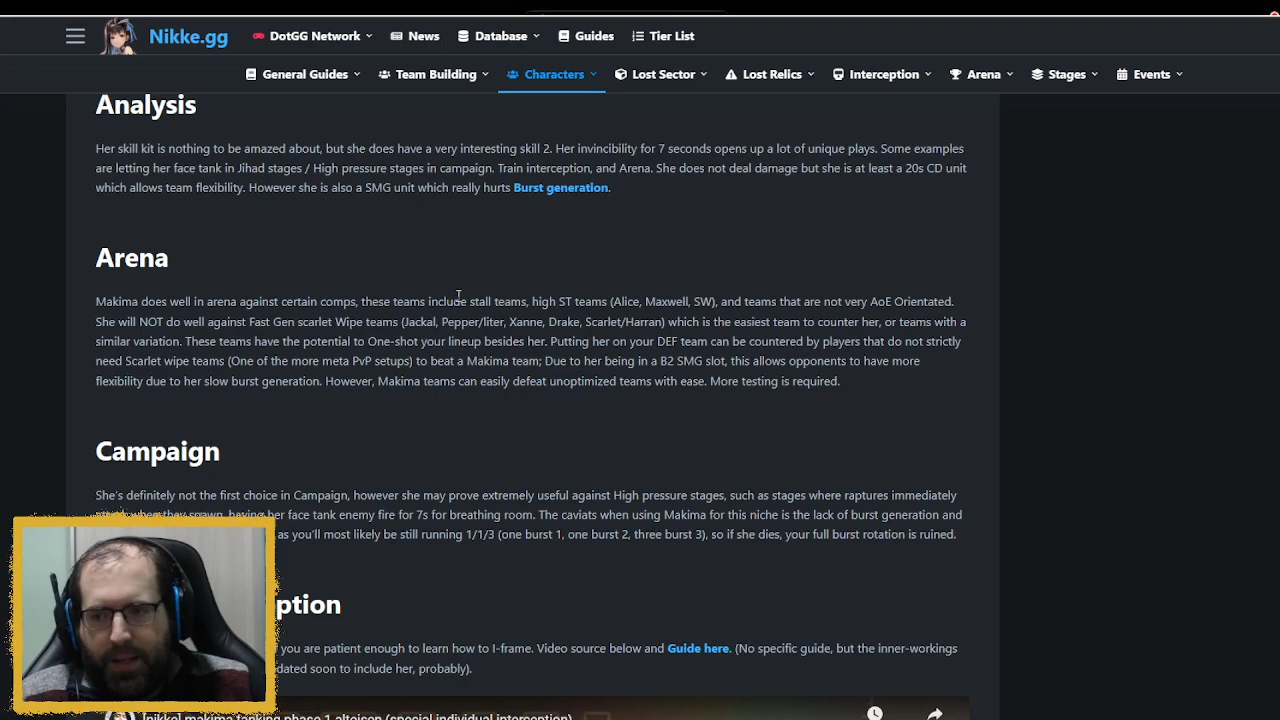 Nikke.gg
DotGG Network
News
Database
Guides
Tier List
General Guides
Team Building
Characters
Lost Sector
Lost Relics
Interception
Arena
Stages
Events
Analysis
Her skill kit is nothing to be amazed about, but she does have a very interesting skill 2. Her invincibility for 7 seconds opens up a lot of unique plays. Some examples
are letting her face tank in Jihad stages / High pressure stages in campaign. Train interception, and Arena. She does not deal damage but she is at least a 20s CD unit
which allows team flexibility. However she is also a SMG unit which really hurts Burst generation.
Arena
Makima does well in arena against certain comps, these teams include stall teams, high ST teams (Alice, Maxwell, SW), and teams that are not very AoE Orientated.
She will NOT do well against Fast Gen scarlet Wipe teams (Jackal, Pepper/liter, Xanne, Drake, Scarlet/Harran) which is the easiest team to counter her, or teams with a
similar variation. These teams have the potential to One-shot your lineup besides her. Putting her on your DEF team can be countered by players that do not strictly
need Scarlet wipe teams (One of the more meta PvP setups) to beat a Makima team; Due to her being in a B2 SMG slot, this allows opponents to have more
flexibility due to her slow burst generation. However, Makima teams can easily defeat unoptimized teams with ease. More testing is required.
Campaign
She's definitely not the first choice in Campaign, however she may prove extremely useful against High pressure stages, such as stages where raptures immediately
when they spawn, having her face tank enemy fire for 7s for breathing room. The caviats when using Makima for this niche is the lack of burst generation and
as you'll most likely be still running 1/1/3 (one burst 1, one burst 2, three burst 3), so if she dies, your full burst rotation is ruined.
ption
you are patient enough to learn how to I-frame. Video source below and Guide here. (No specific guide, but the inner-workings
dated soon to include her, probably).
[nikke] makima tanking phase 1 alteisen (special individual interception)